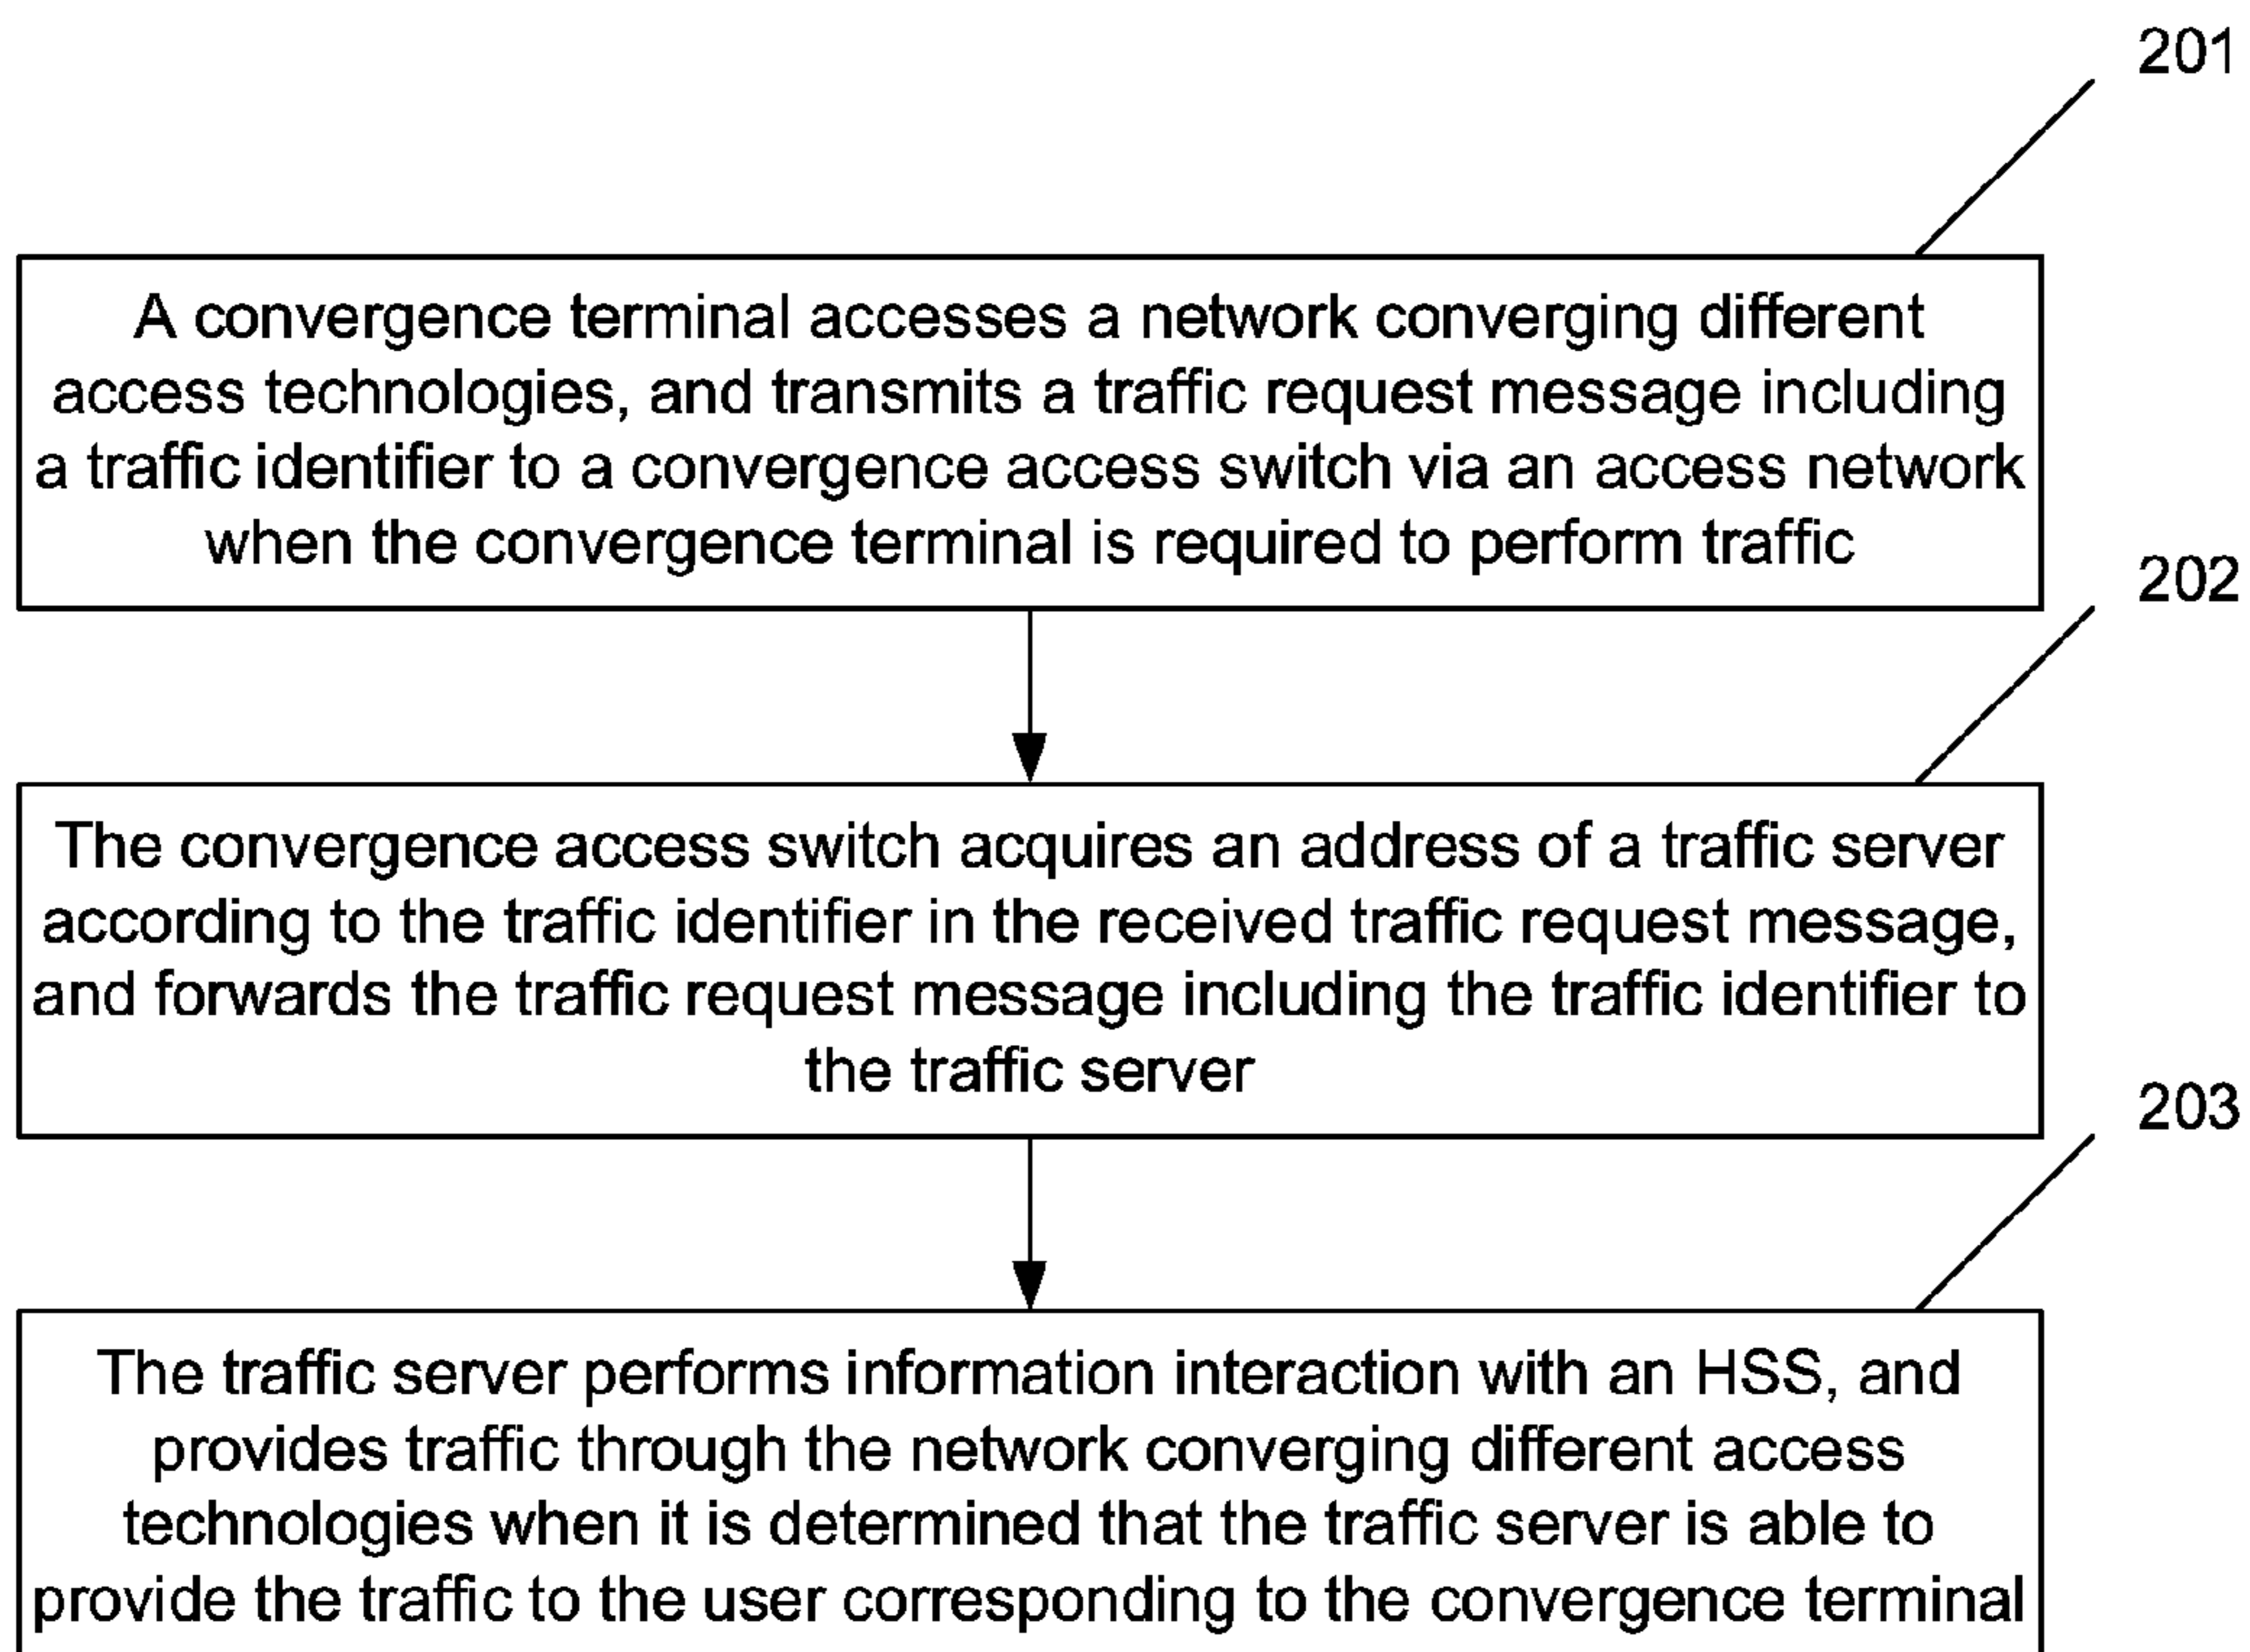 201
A convergence terminal accesses a network converging different
access technologies, and transmits a traffic request message including
a traffic identifier to a convergence access switch via an access network
when the convergence terminal is required to perform traffic
202
The convergence access switch acquires an address of a traffic server
according to the traffic identifier in the received traffic request message,
and forwards the traffic request message including the traffic identifier to
the traffic server
203
The traffic server performs information interaction with an HSS, and
provides traffic through the network converging different access
technologies when it is determined that the traffic server is able to
provide the traffic to the user corresponding to the convergence terminal